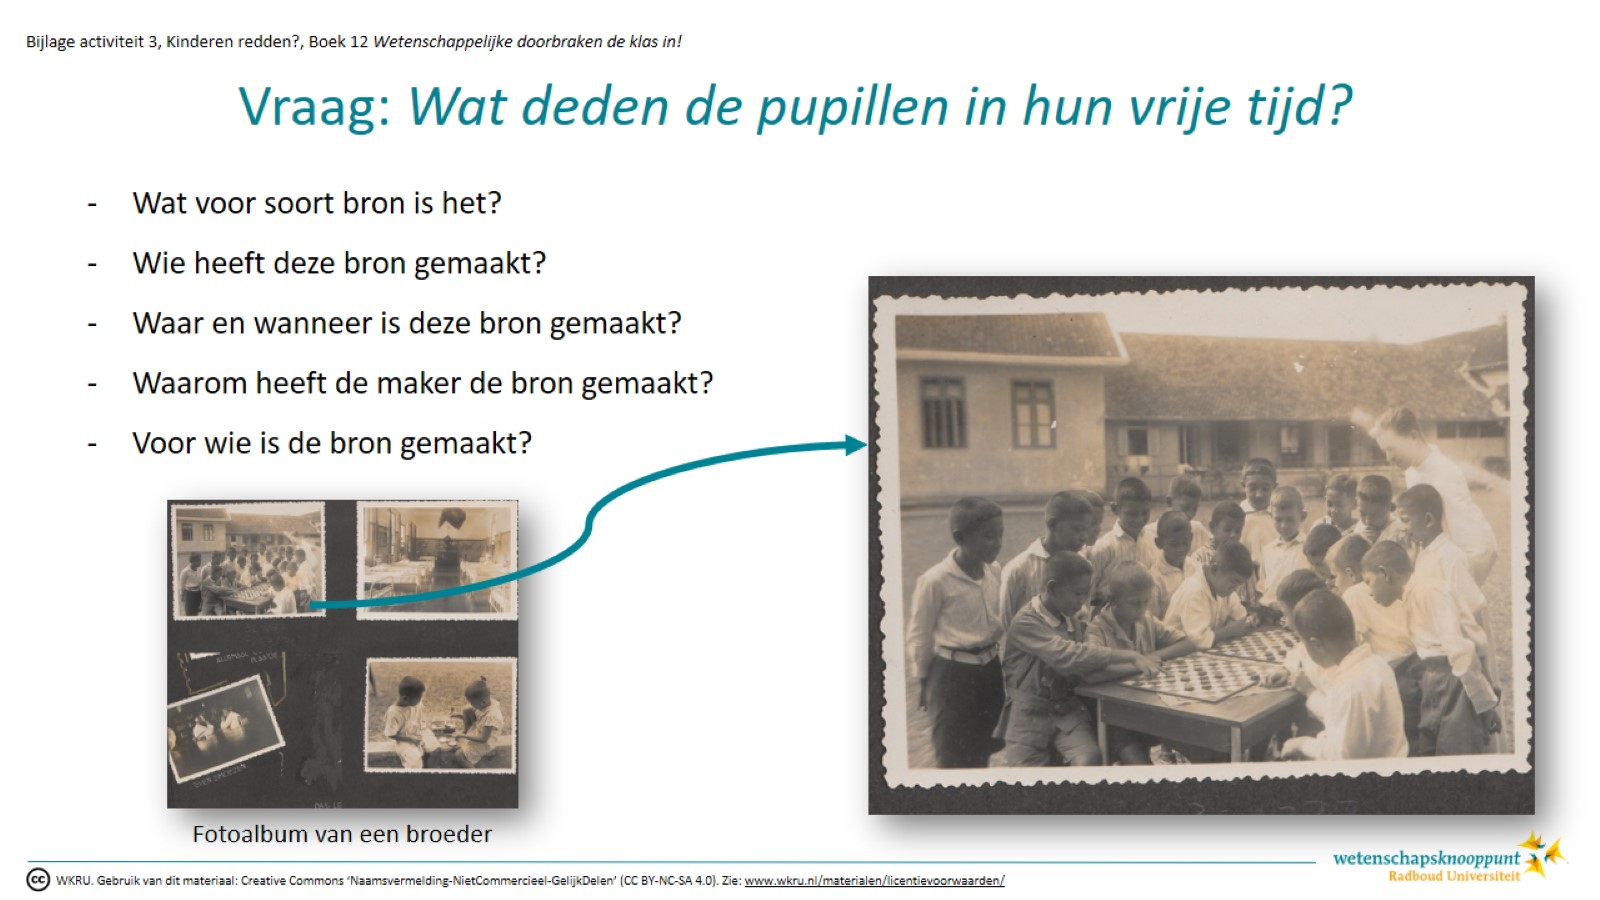 Bijlage activiteit 3, Kinderen redden?, Boek 12 Wetenschappelijke doorbraken de klas in!
Vraag: Wat deden de pupillen in hun vrije tijd?
- Wat voor soort bron is het?
- Wie heeft deze bron gemaakt?
- Waar en wanneer is deze bron gemaakt?
- Waarom heeft de maker de bron gemaakt?
- Voor wie is de bron gemaakt?
Fotoalbum van een broeder
wetenschapsknooppunt
Radboud Universiteit
cc WKRU. Gebruik van dit materiaal: Creative Commons ‘Naamsvermelding-NietCommercieel-GelijkDelen’ (CC BY-NC-SA 4.0). Zie: www.wkru.nl/materialen/licentievoorwaarden/